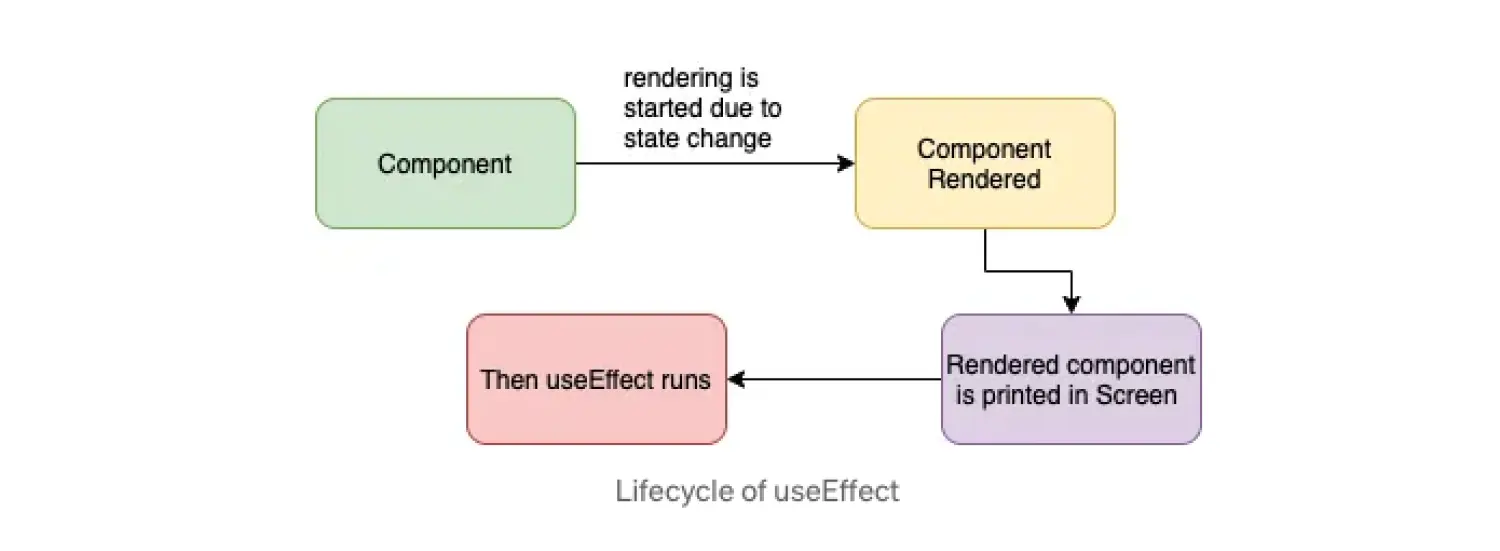 rendering is
started due to
state change
Component
Component
Rendered
Rendered component
is printed in Screen
Then useEffect runs
Lifecycle of useEffect